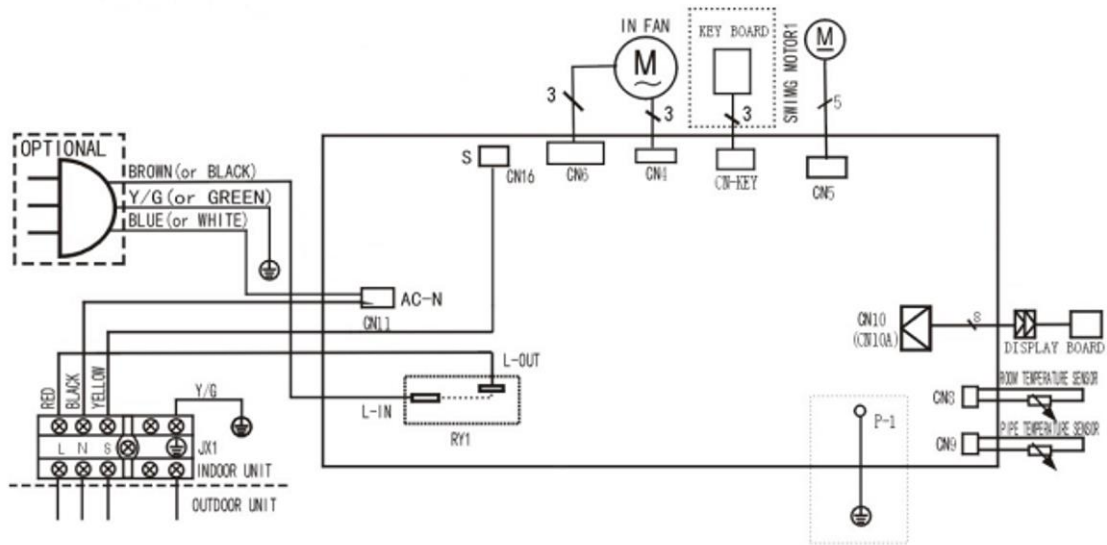 IN FAN
KEY BOARD
SWIMG MOTOR1
M
M
3
3
3
5
OPTIONAL
BROWN(or BLACK)
Y/G(or GREEN)
BLUE(or WHITE)
S
CN16
CN6
CN4
CN-KEY
CN5
AC-N
CN11
CN10
(CN10A)
8
DISPLAY BOARD
L-OUT
L-IN
RY1
RED
BLACK
YELLOW
Y/G
CN8
ROOM TEMPERATURE SENSOR
P-1
CN9
PIPE TEMPERATURE SENSOR
L N S
JX1
INDOOR UNIT
OUTDOOR UNIT